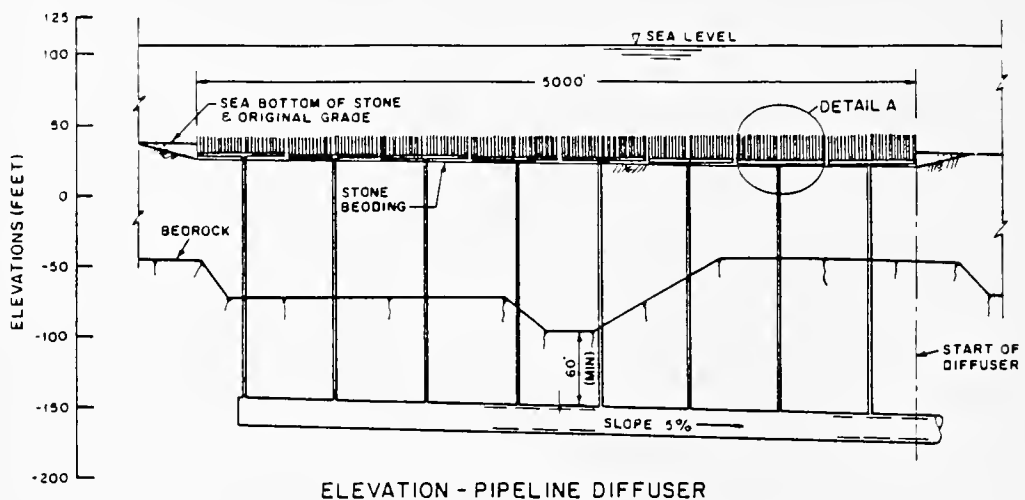 125
100
50
0
-50
-100
-150
-200
ELEVATIONS (FEET)
SEA LEVEL
5000'
SEA BOTTOM OF STONE
& ORIGINAL GRADE
DETAIL A
STONE
BEDDING
BEDROCK
60'
(MIN)
START OF
DIFFUSER
SLOPE 5%
ELEVATION - PIPELINE DIFFUSER